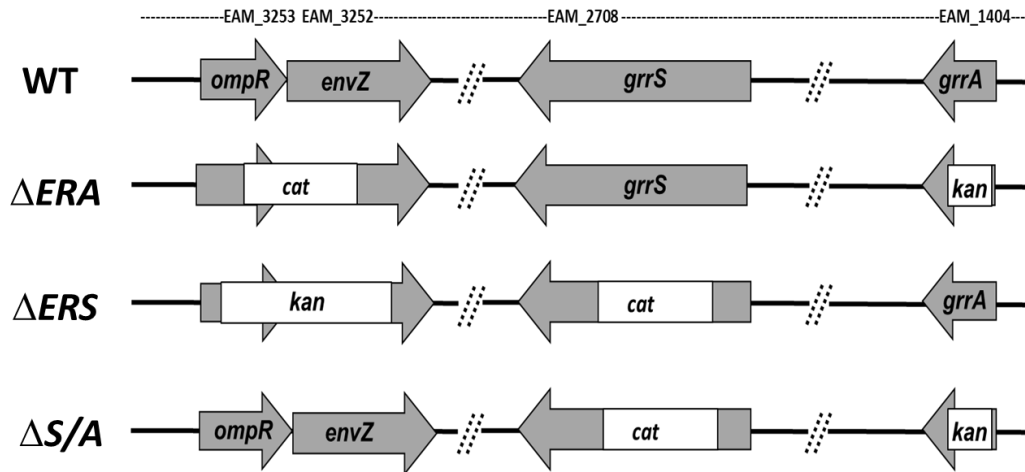 EAM_3253 EAM_3252 EAM_2708 EAM_1404
WT ompR envZ grrS grrA
ΔERA cat grrS kan
ΔERS kan cat grrA
ΔS/A ompR envZ cat kan